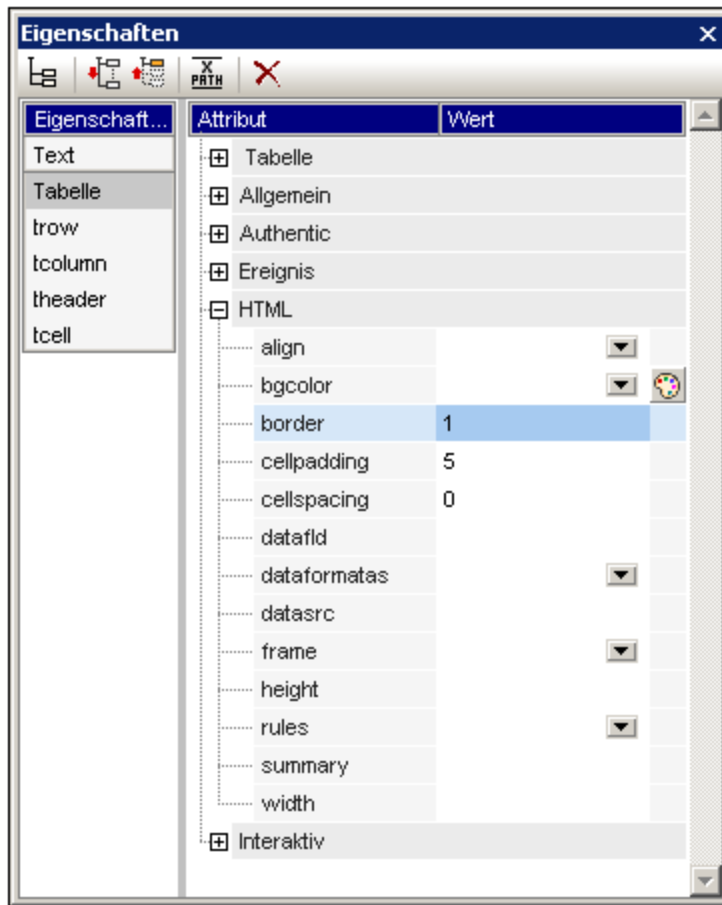 Eigenschaften
X
PATH
Eigenschaft... Attribut Wert
Text Tabelle
Tabelle Allgemein
trow Authentic
tcolumn Ereignis
theader HTML
tcell align
bgcolor
border 1
cellpadding 5
cellspacing 0
datafld
dataformatas
datasrc
frame
height
rules
summary
width
Interaktiv